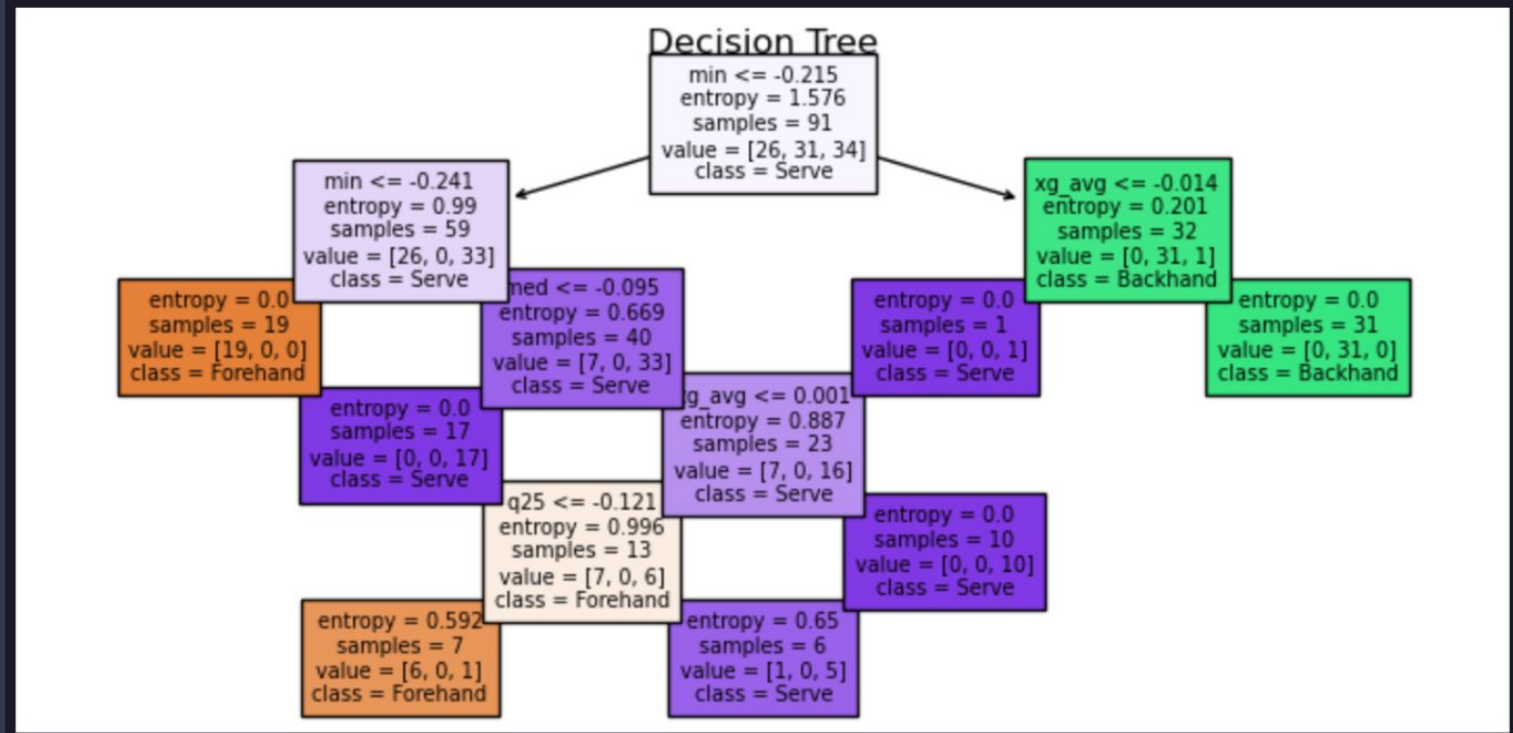 Decision Tree
min <= -0.215
entropy = 1.576
samples = 91
value = [26, 31, 34]
class = Serve
min <= -0.241
entropy = 0.99
samples = 59
value = [26, 0, 33]
class = Serve
xg_avg <= -0.014
entropy = 0.201
samples = 32
value = [0, 31, 1]
class = Backhand
entropy = 0.0
samples = 19
value = [19, 0, 0]
class = Forehand
med <= -0.095
entropy = 0.669
samples = 40
value = [7, 0, 33]
class = Serve
entropy = 0.0
samples = 1
value = [0, 0, 1]
class = Serve
entropy = 0.0
samples = 31
value = [0, 31, 0]
class = Backhand
entropy = 0.0
samples = 17
value = [0, 0, 17]
class = Serve
xg_avg <= 0.001
entropy = 0.887
samples = 23
value = [7, 0, 16]
class = Serve
q25 <= -0.121
entropy = 0.996
samples = 13
value = [7, 0, 6]
class = Forehand
entropy = 0.0
samples = 10
value = [0, 0, 10]
class = Serve
entropy = 0.592
samples = 7
value = [6, 0, 1]
class = Forehand
entropy = 0.65
samples = 6
value = [1, 0, 5]
class = Serve